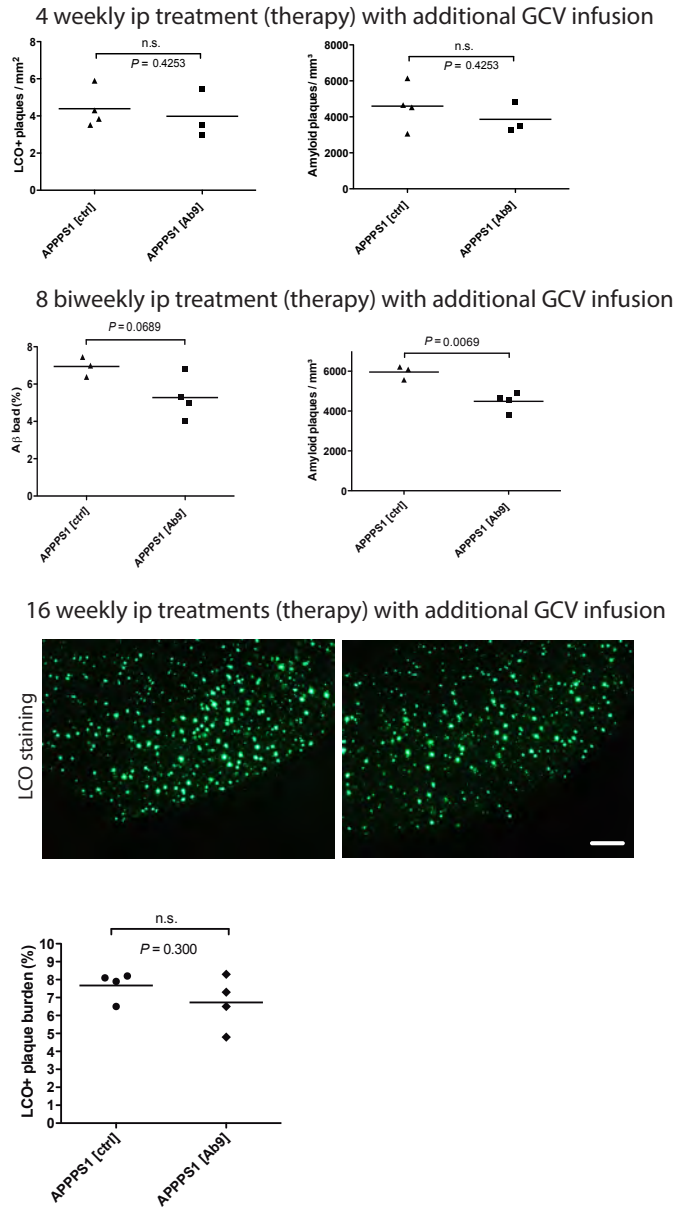 4 weekly ip treatment (therapy) with additional GCV infusion
n.s.
P = 0.4253
LCO+ plaques / mm²
8
6
4
2
0
APPPS1 [ctrl]
APPPS1 [Ab9]
n.s.
P = 0.4253
Amyloid plaques/ mm³
8000
6000
4000
2000
0
APPPS1 [ctrl]
APPPS1 [Ab9]
8 biweekly ip treatment (therapy) with additional GCV infusion
P = 0.0689
Aβ load (%)
8
6
4
2
0
APPPS1 [ctrl]
APPPS1 [Ab9]
P = 0.0069
Amyloid plaques / mm³
6000
4000
2000
0
APPPS1 [ctrl]
APPPS1 [Ab9]
16 weekly ip treatments (therapy) with additional GCV infusion
LCO staining
n.s.
P = 0.300
LCO+ plaque burden (%)
10
9
8
7
6
5
4
3
2
1
0
APPPS1 [ctrl]
APPPS1 [Ab9]